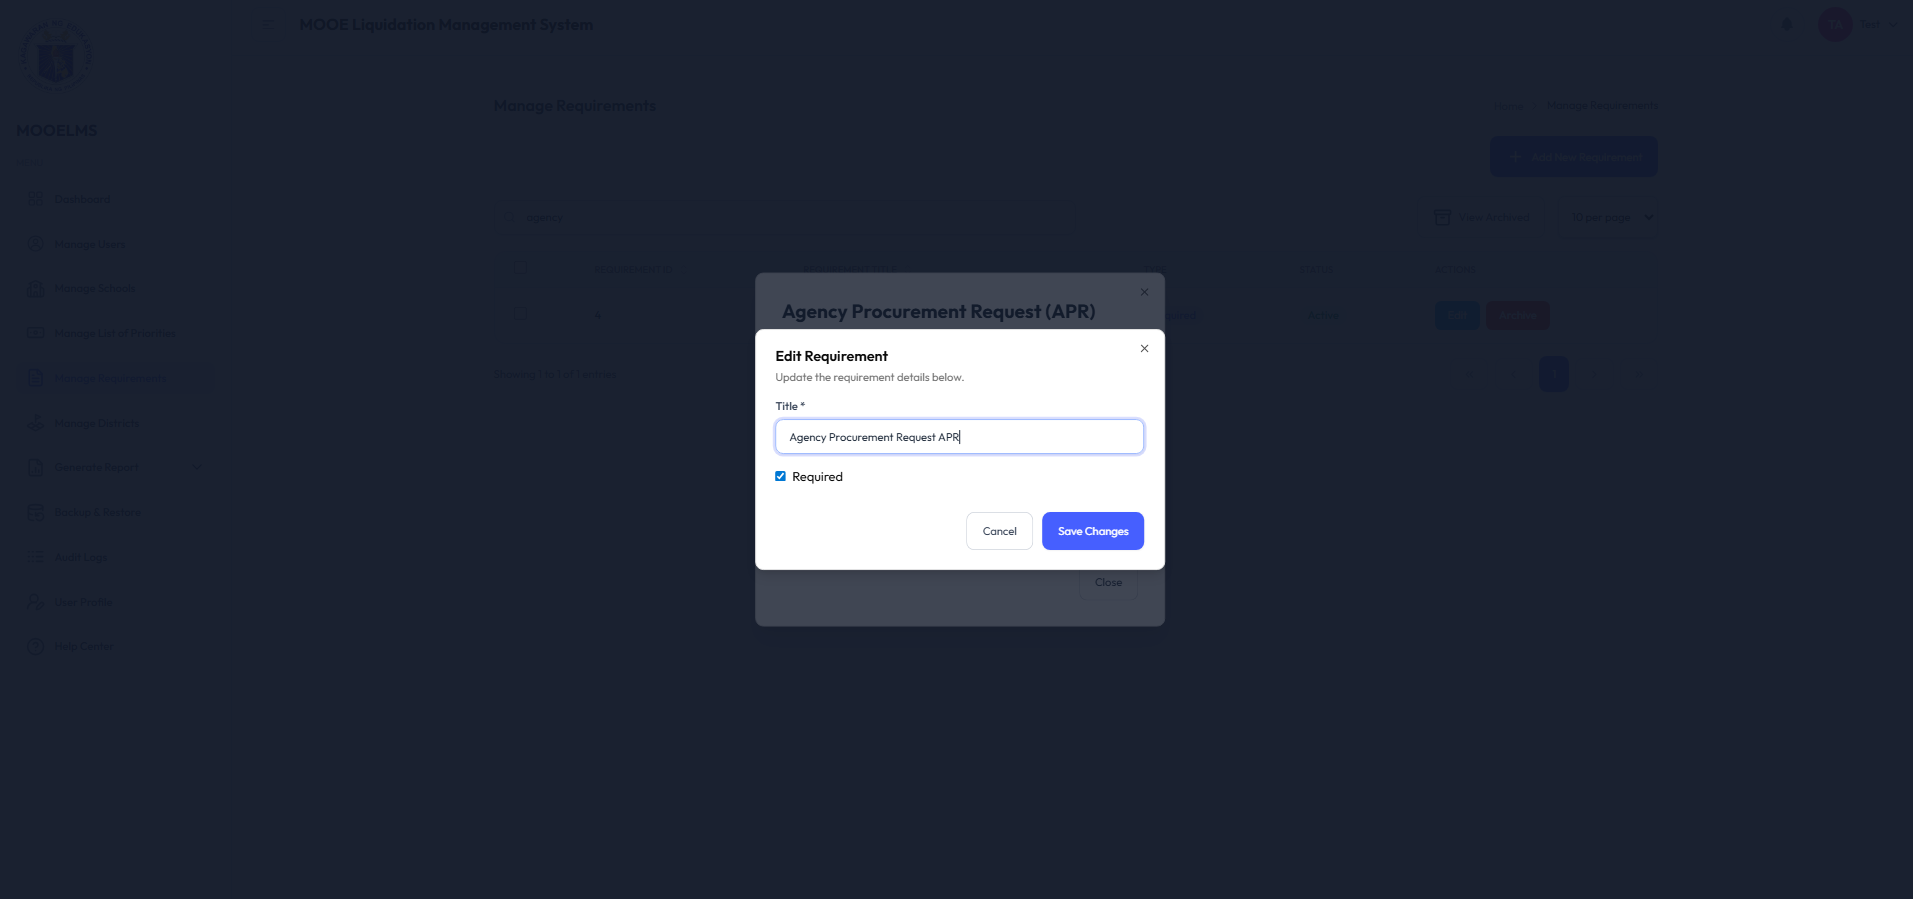 MOOE Liquidation Management System
TA
Test
Manage Requirements
Home
Manage Requirements
MOOELMS
MENU
+ Add New Requirement
Dashboard
agency
View Archived
10 per page
Manage Users
REQUIREMENT ID
REQUIREMENT TITLE
TYPE
STATUS
ACTIONS
Manage Schools
4
Active
Edit
Archive
Manage List of Priorities
Showing 1 to 1 of 1 entries
1
Manage Requirements
Manage Districts
Generate Report
Backup & Restore
Audit Logs
User Profile
Help Center
Agency Procurement Request (APR)
Edit Requirement
Update the requirement details below.
Title *
Agency Procurement Request APR
Required
Cancel
Save Changes
Close